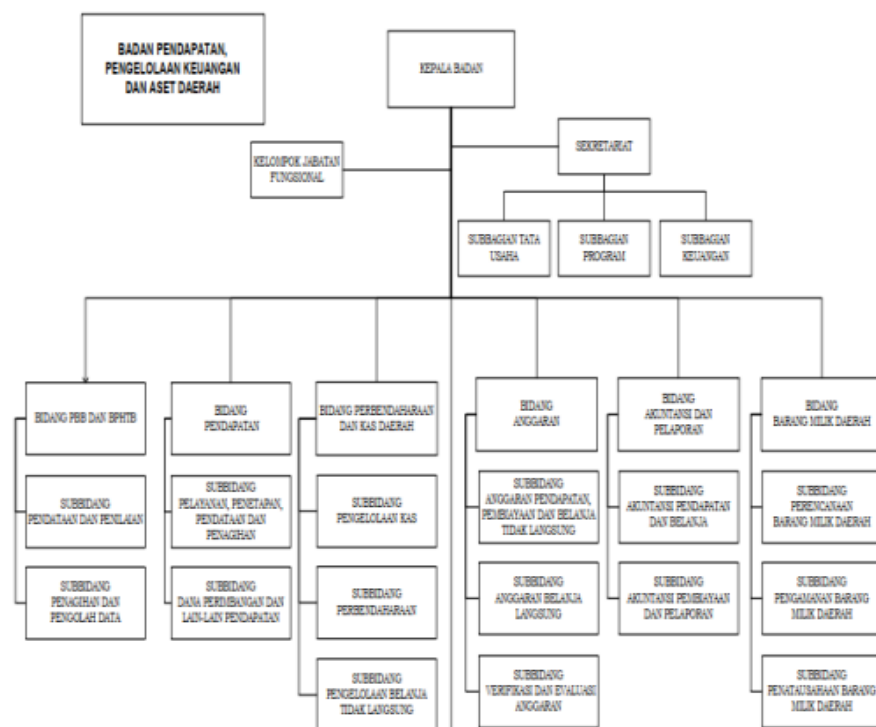 BADAN PENDAPATAN,
PENGELOLAAN KEUANGAN
DAN ASET DAERAH
KEPALA BADAN
SEKRETARIAT
KELOMPOK JABATAN
FUNGSIONAL
SUBBAGIAN TATA
USAHA
SUBBAGIAN
PROGRAM
SUBBAGIAN
KEUANGAN
BIDANG PBB DAN BPHTB
BIDANG
PENDAPATAN
BIDANG PERBENDAHARAAN
DAN KAS DAERAH
BIDANG
ANGGARAN
BIDANG
AKUNTANSI DAN
PELAPORAN
BIDANG
BARANG MILIK DAERAH
SUBBIDANG
PENDATAAN DAN PENILAIAN
SUBBIDANG
PELAYANAN, PENETAPAN,
PENDATAAN DAN
PENAGIHAN
SUBBIDANG
PENGELOLAAN KAS
SUBBIDANG
ANGGARAN PENDAPATAN,
PEMBIAYAAN DAN BELANJA
TIDAK LANGSUNG
SUBBIDANG
AKUNTANSI PENDAPATAN
DAN BELANJA
SUBBIDANG
PERENCANAAN
BARANG MILIK DAERAH
SUBBIDANG
PENAGIHAN DAN
PENGOLAH DATA
SUBBIDANG
DANA PERIMBANGAN DAN
LAIN-LAIN PENDAPATAN
SUBBIDANG
PERBENDAHARAAN
SUBBIDANG
ANGGARAN BELANJA
LANGSUNG
SUBBIDANG
AKUNTANSI PEMBIAYAAN
DAN PELAPORAN
SUBBIDANG
PENGAMANAN BARANG
MILIK DAERAH
SUBBIDANG
PENGELOLAAN BELANJA
TIDAK LANGSUNG
SUBBIDANG
VERIFIKASI DAN EVALUASI
ANGGARAN
SUBBIDANG
PENATAUSAHAAN BARANG
MILIK DAERAH